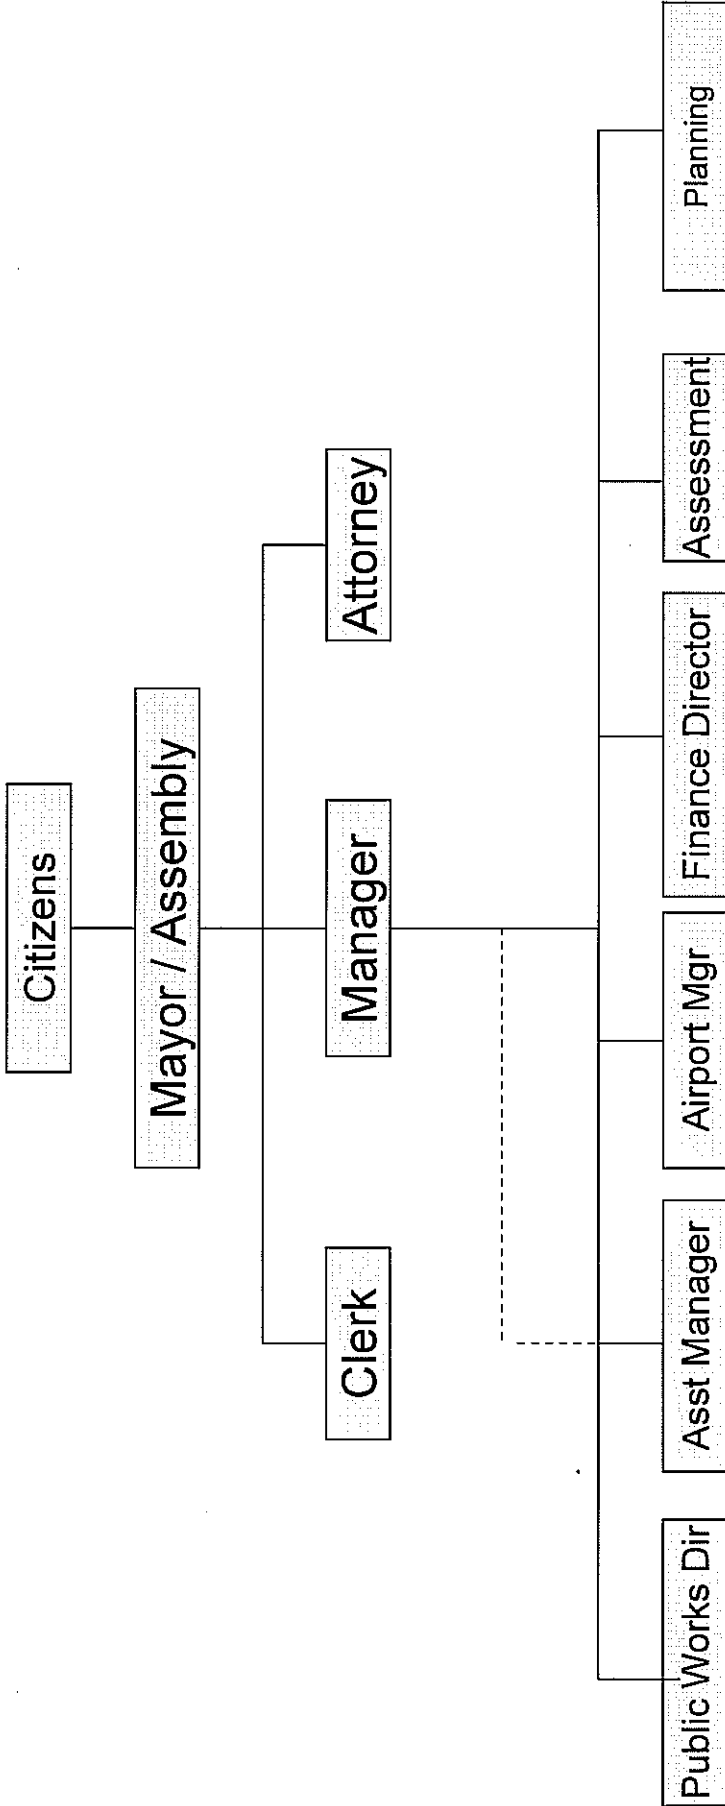 Citizens
Mayor / Assembly
Clerk
Manager
Attorney
Public Works Dir
Asst Manager
Airport Mgr
Finance Director
Assessment
Planning